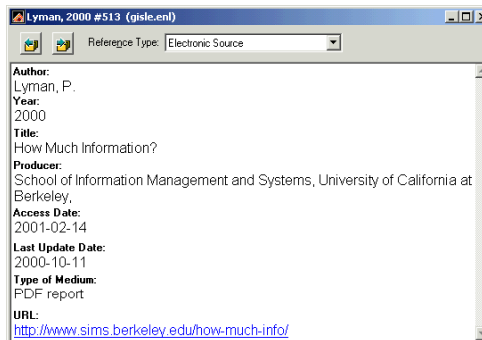 Lyman, 2000 #513 (gisle.enl)
Reference Type: Electronic Source
Author:
Lyman, P.
Year:
2000
Title:
How Much Information?
Producer:
School of Information Management and Systems, University of California at
Berkeley,
Access Date:
2001-02-14
Last Update Date:
2000-10-11
Type of Medium:
PDF report
URL:
http://www.sims.berkeley.edu/how-much-info/